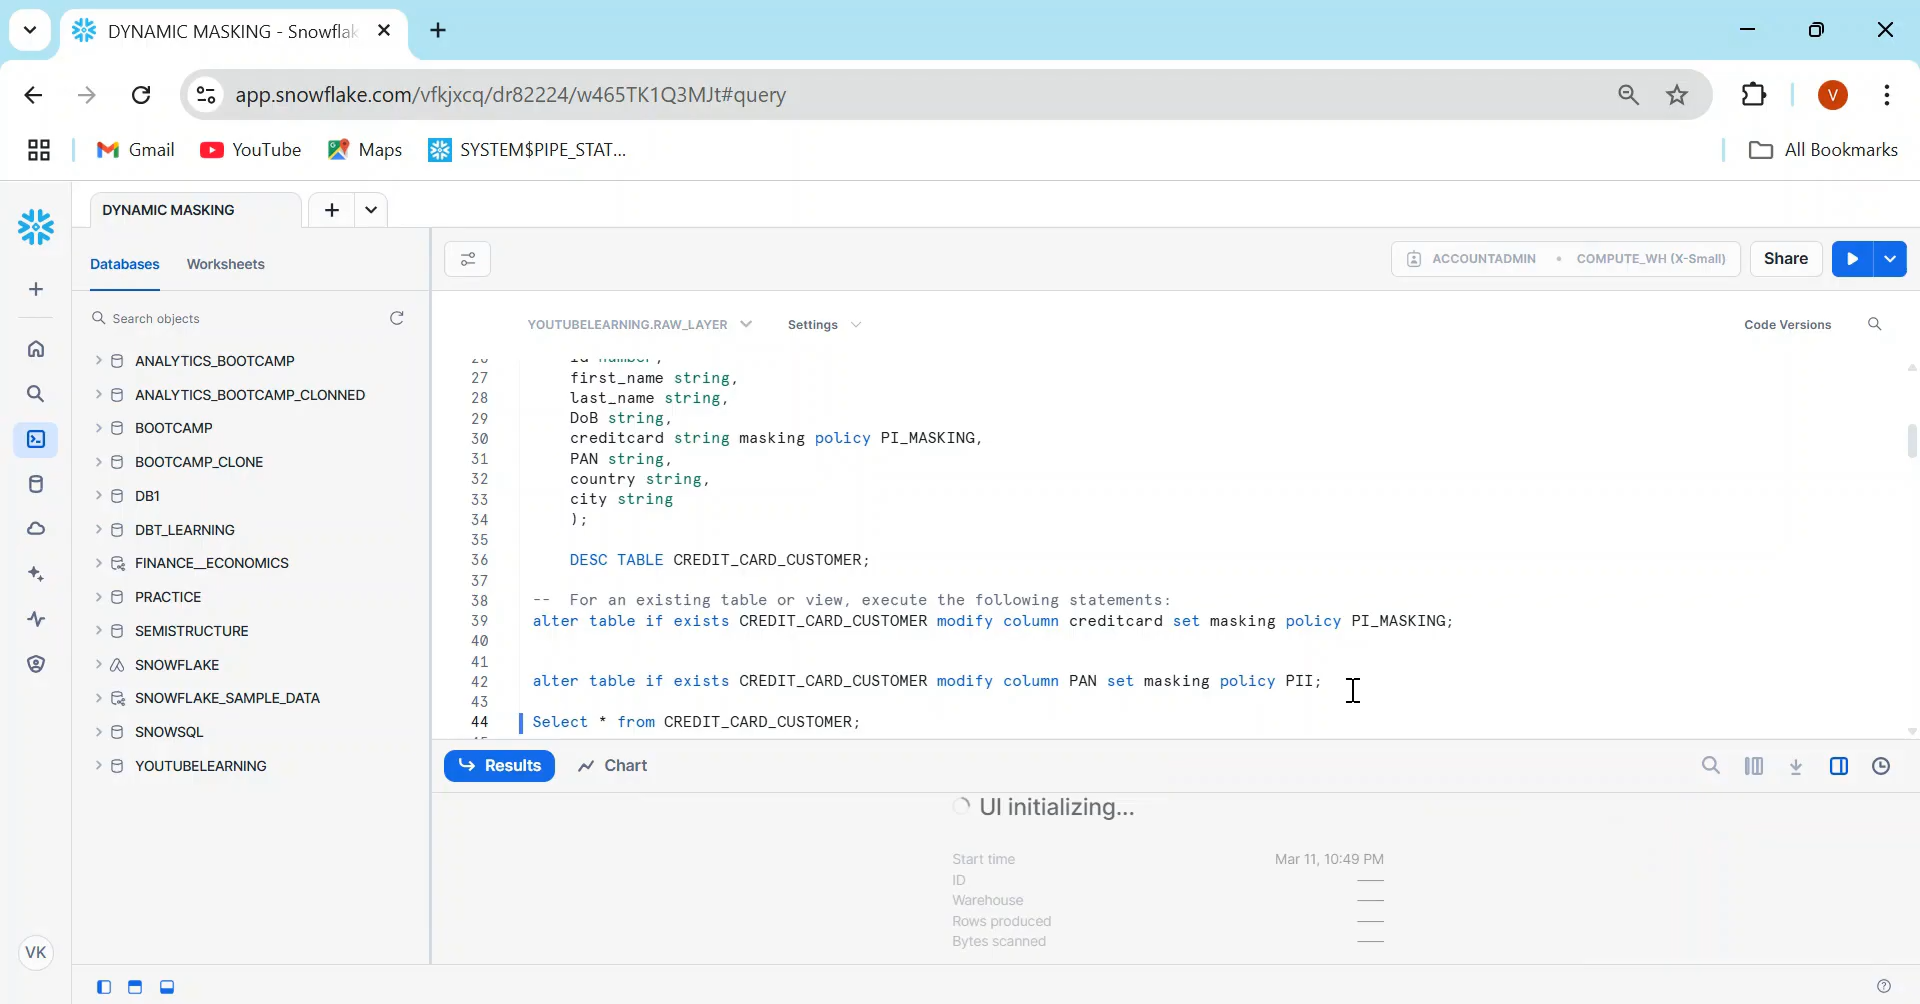 DYNAMIC MASKING - Snowfla
app.snowflake.com/vfkjxcq/dr82224/w465TK1Q3MJt#query
V
Gmail
YouTube
Maps
SYSTEM$PIPE_STAT...
All Bookmarks
DYNAMIC MASKING
Databases
Worksheets
ACCOUNTADMIN • COMPUTE_WH (X-Small)
Share
Search objects
YOUTUBELEARNING.RAW_LAYER
Settings
Code Versions
ANALYTICS_BOOTCAMP
ANALYTICS_BOOTCAMP_CLONNED
BOOTCAMP
BOOTCAMP_CLONE
DB1
DBT_LEARNING
FINANCE__ECONOMICS
PRACTICE
SEMISTRUCTURE
SNOWFLAKE
SNOWFLAKE_SAMPLE_DATA
SNOWSQL
YOUTUBELEARNING
VK
26 id number,
27 first_name string,
28 last_name string,
29 DoB string,
30 creditcard string masking policy PI_MASKING,
31 PAN string,
32 country string,
33 city string
34 );
35
36 DESC TABLE CREDIT_CARD_CUSTOMER;
37
38 -- For an existing table or view, execute the following statements:
39 alter table if exists CREDIT_CARD_CUSTOMER modify column creditcard set masking policy PI_MASKING;
40
41
42 alter table if exists CREDIT_CARD_CUSTOMER modify column PAN set masking policy PII;
43
44 Select * from CREDIT_CARD_CUSTOMER;
Results
Chart
UI initializing...
Start time Mar 11, 10:49 PM
ID
Warehouse
Rows produced
Bytes scanned